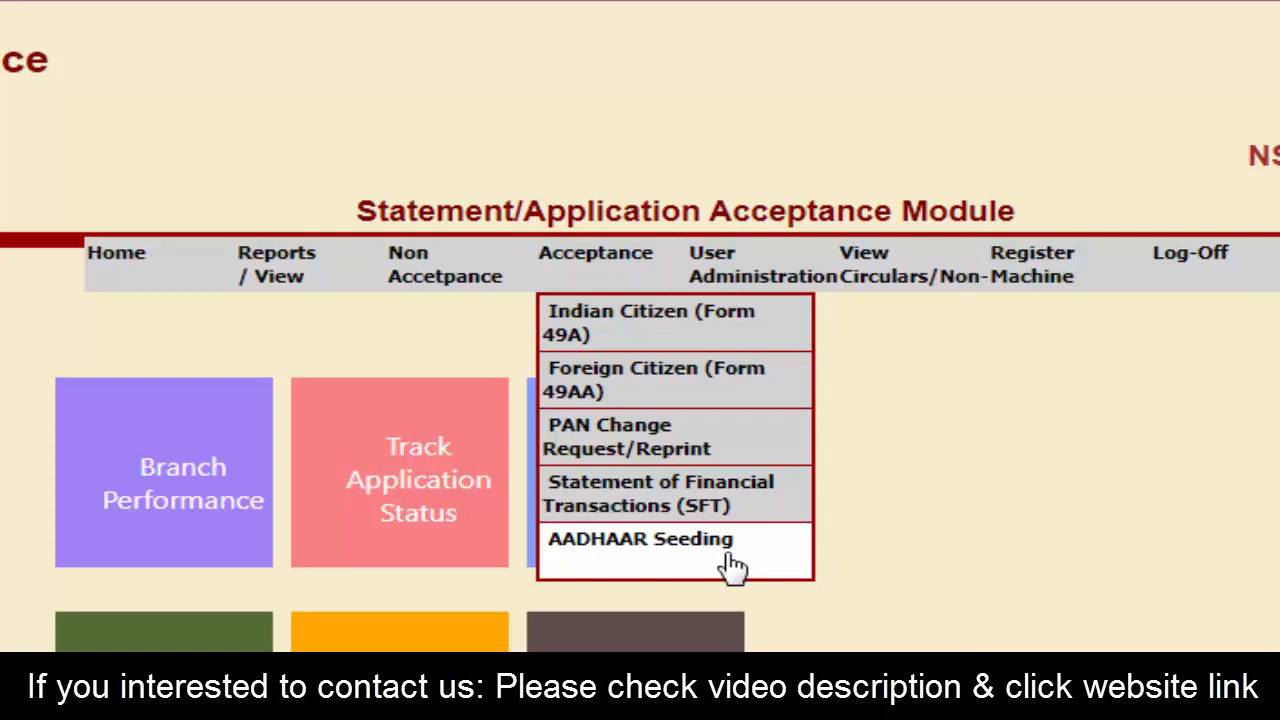 ce
NS
Statement/Application Acceptance Module
Home
Reports
/ View
Non
Accetpance
Acceptance
User
Administration
View
Circulars/Non-
Register
Machine
Log-Off
Indian Citizen (Form
49A)
Foreign Citizen (Form
49AA)
PAN Change
Request/Reprint
Statement of Financial
Transactions (SFT)
AADHAAR Seeding
Branch
Performance
Track
Application
Status
If you interested to contact us: Please check video description & click website link